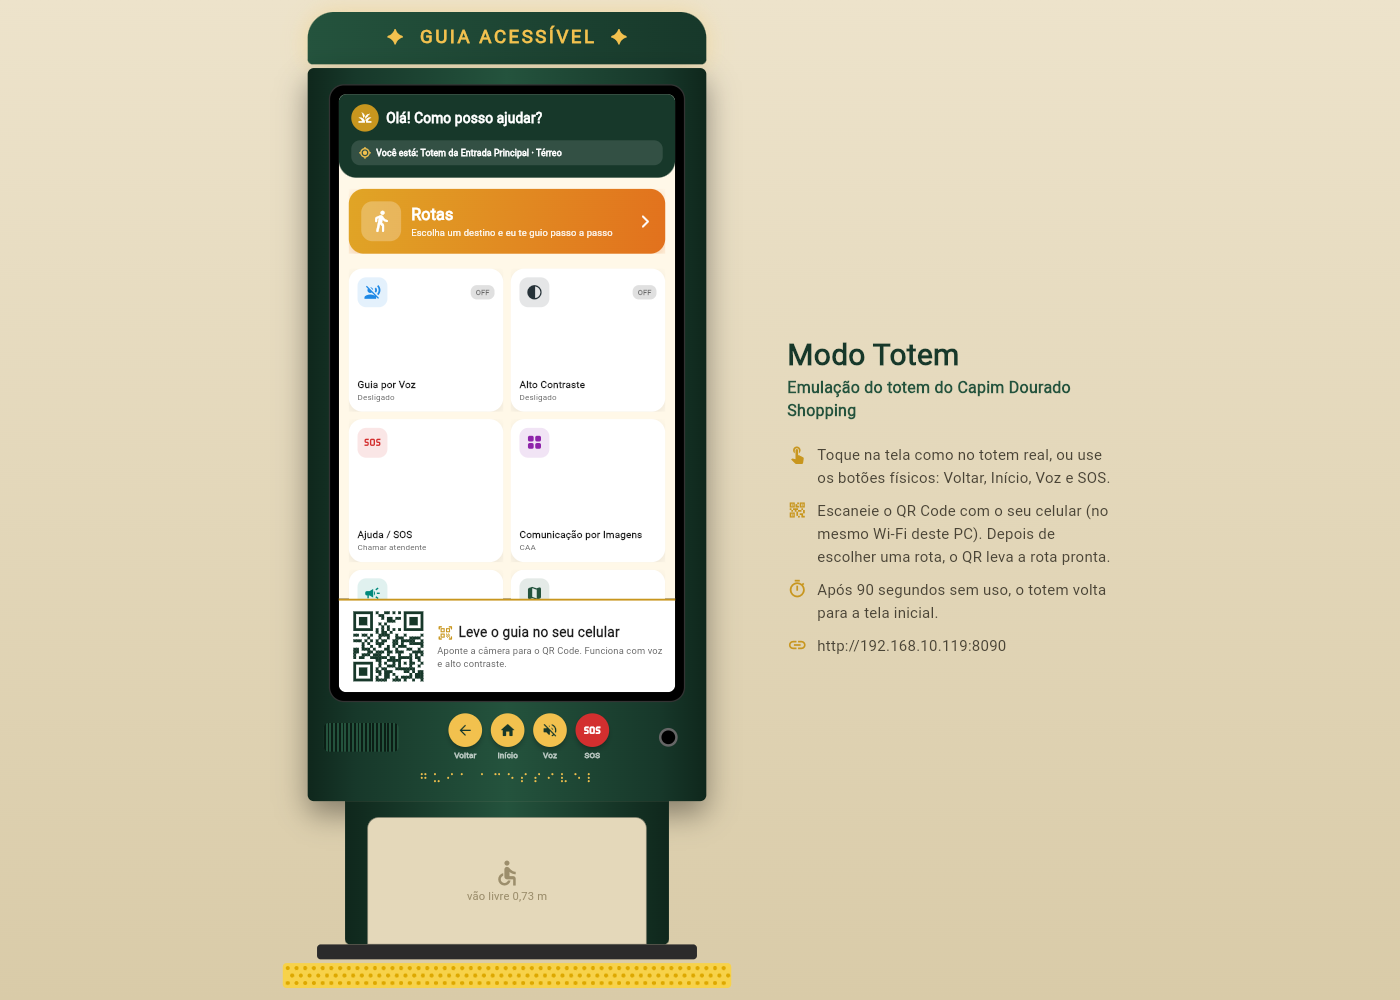 GUIA ACESSÍVEL
Olá! Como posso ajudar?
Você está: Totem da Entrada Principal · Térreo
Rotas
Escolha um destino e eu te guio passo a passo
OFF
OFF
Guia por Voz
Desligado
Alto Contraste
Desligado
SOS
Ajuda / SOS
Chamar atendente
Comunicação por Imagens
CAA
Leve o guia no seu celular
Aponte a câmera para o QR Code. Funciona com voz
e alto contraste.
SOS
Voltar
Início
Voz
SOS
vão livre 0,73 m
Modo Totem
Emulação do totem do Capim Dourado
Shopping
Toque na tela como no totem real, ou use
os botões físicos: Voltar, Início, Voz e SOS.
Escaneie o QR Code com o seu celular (no
mesmo Wi-Fi deste PC). Depois de
escolher uma rota, o QR leva a rota pronta.
Após 90 segundos sem uso, o totem volta
para a tela inicial.
http://192.168.10.119:8090